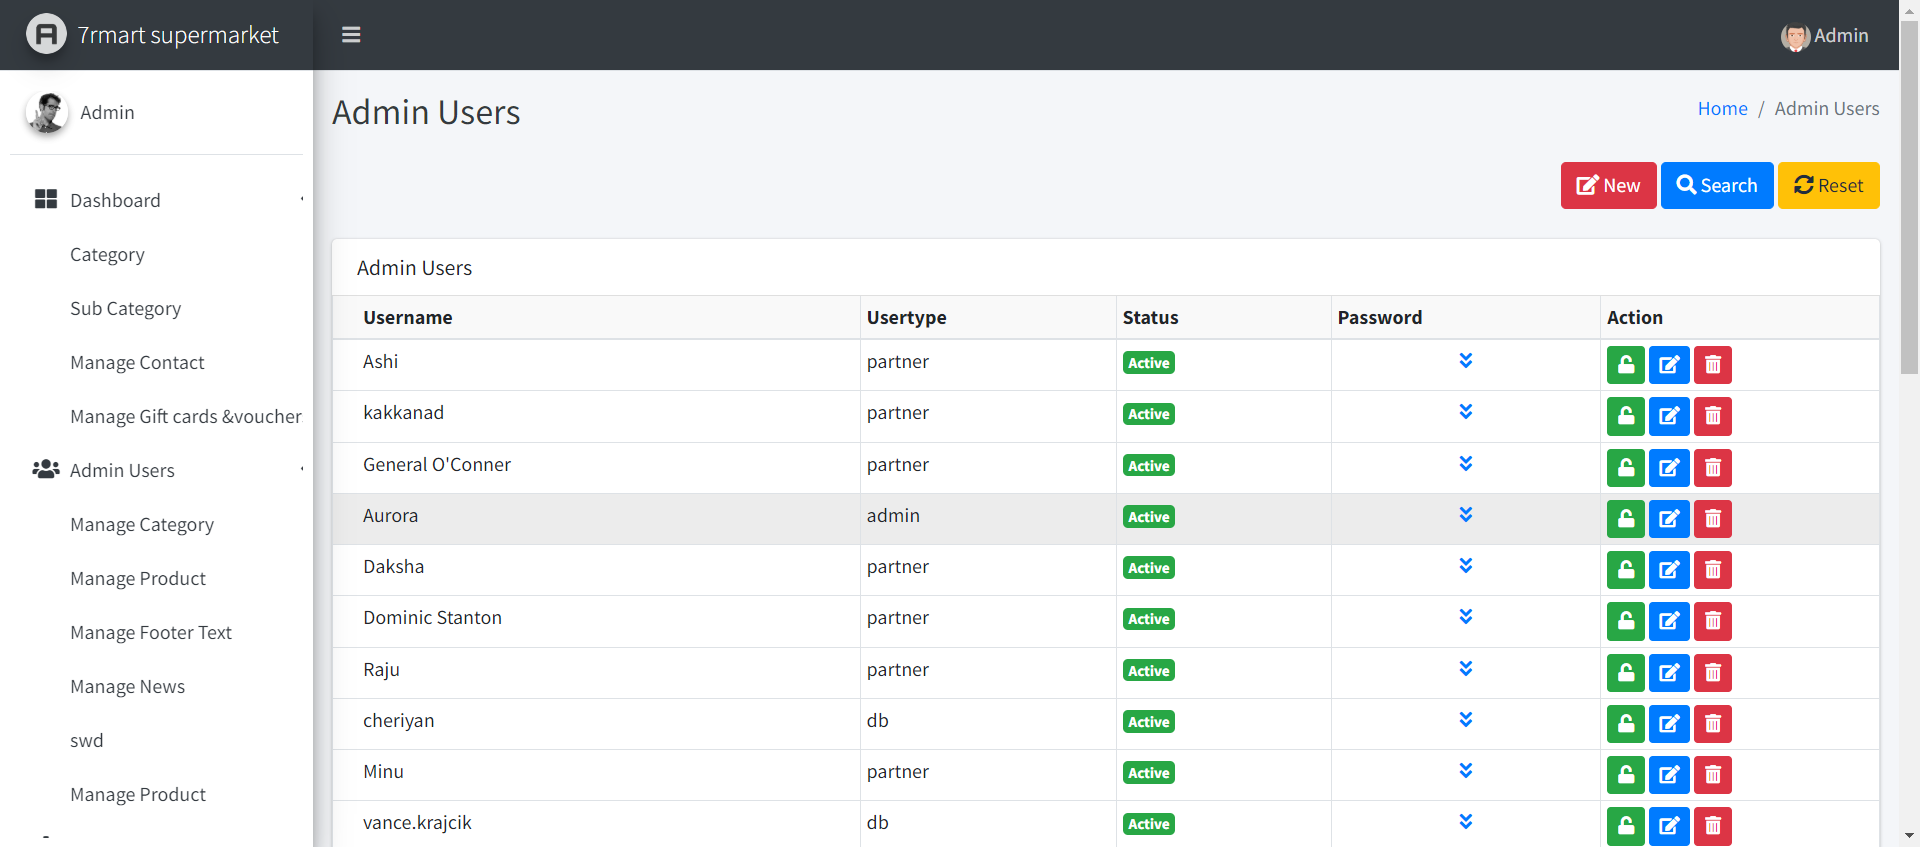 7rmart supermarket
Admin
Admin
Admin Users
Home / Admin Users
New Search Reset
Dashboard
Category
Sub Category
Manage Contact
Manage Gift cards &voucher
Admin Users
Manage Category
Manage Product
Manage Footer Text
Manage News
swd
Manage Product
Admin Users
Username Usertype Status Password Action
Ashi partner Active
kakkanad partner Active
General O'Conner partner Active
Aurora admin Active
Daksha partner Active
Dominic Stanton partner Active
Raju partner Active
cheriyan db Active
Minu partner Active
vance.krajcik db Active